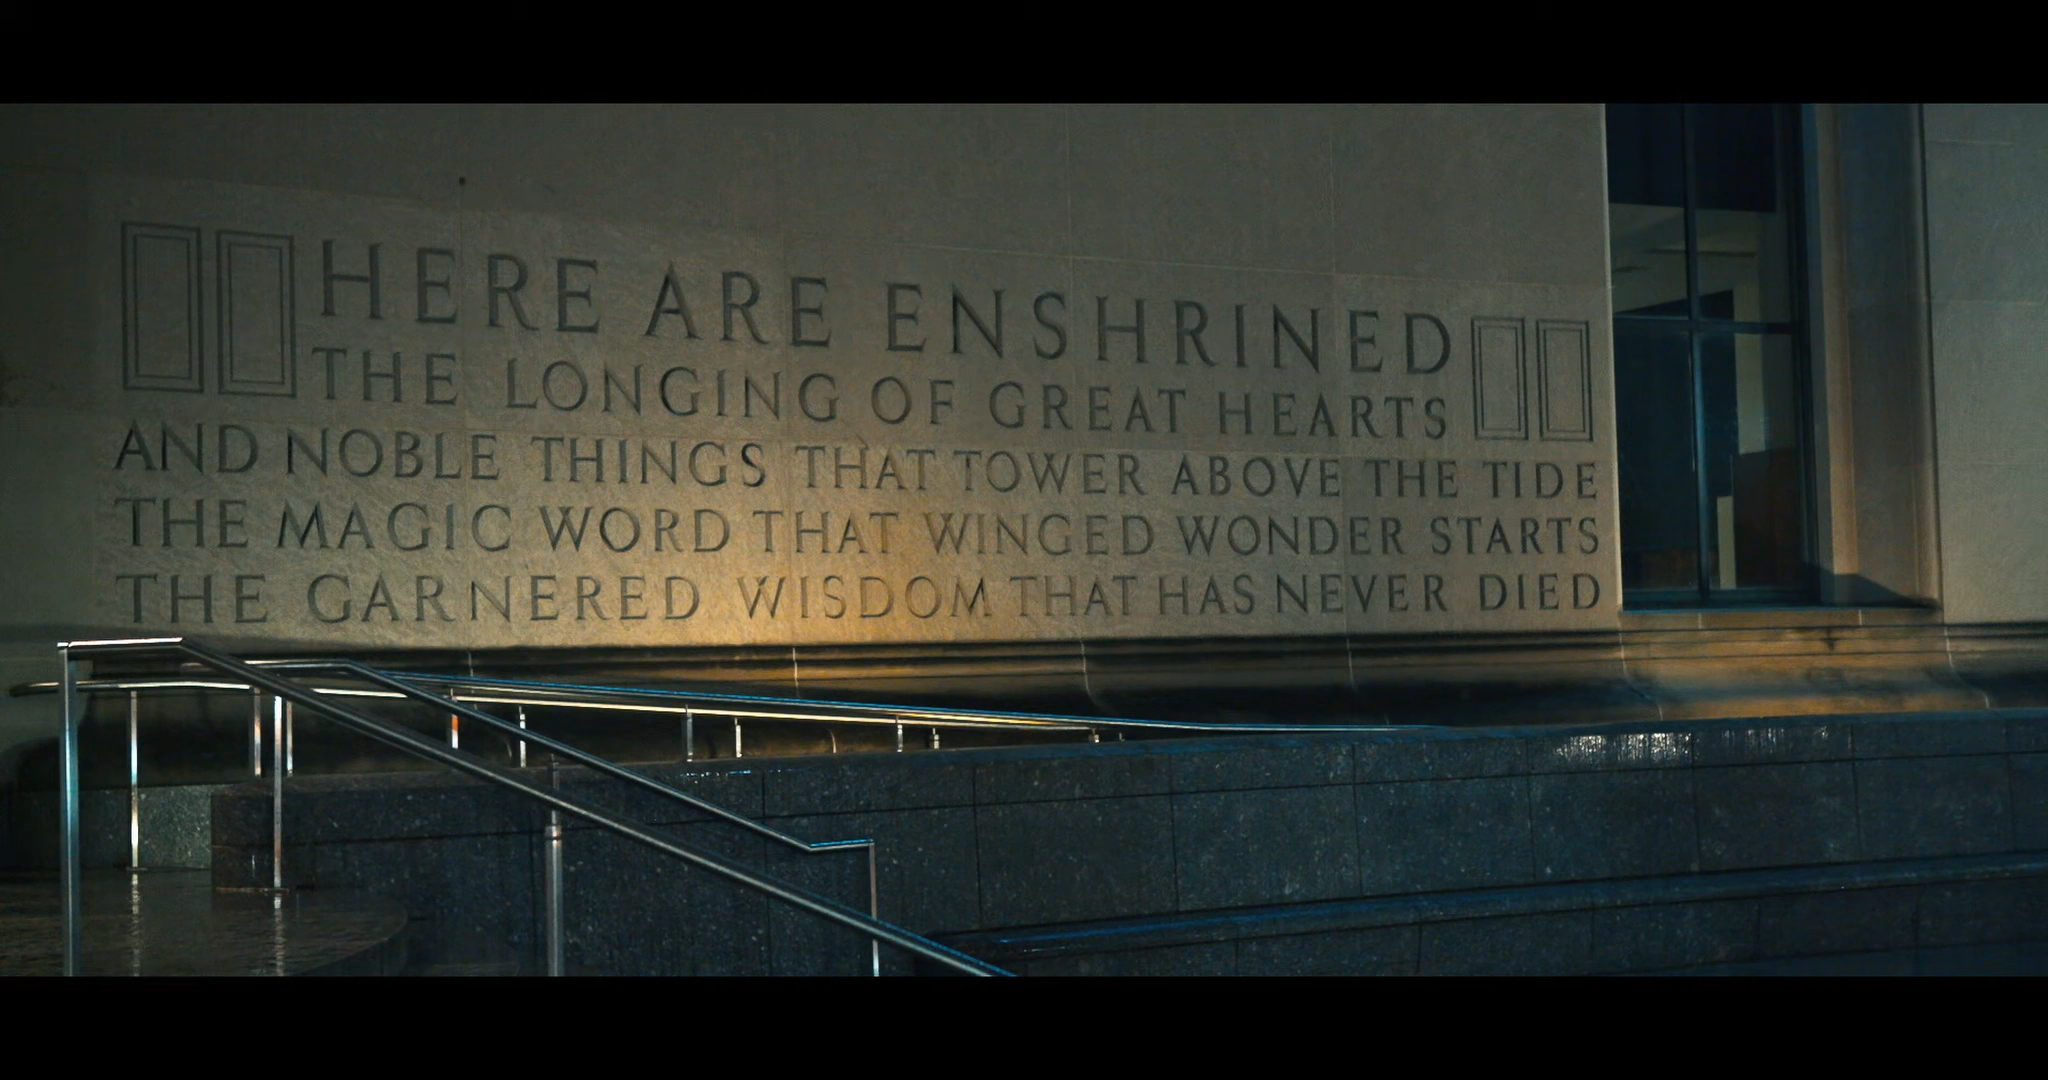 HERE ARE ENSHRINED
THE LONGING OF GREAT HEARTS
AND NOBLE THINGS THAT TOWER ABOVE THE TIDE
THE MAGIC WORD THAT WINGED WONDER STARTS
THE GARNERED WISDOM THAT HAS NEVER DIED